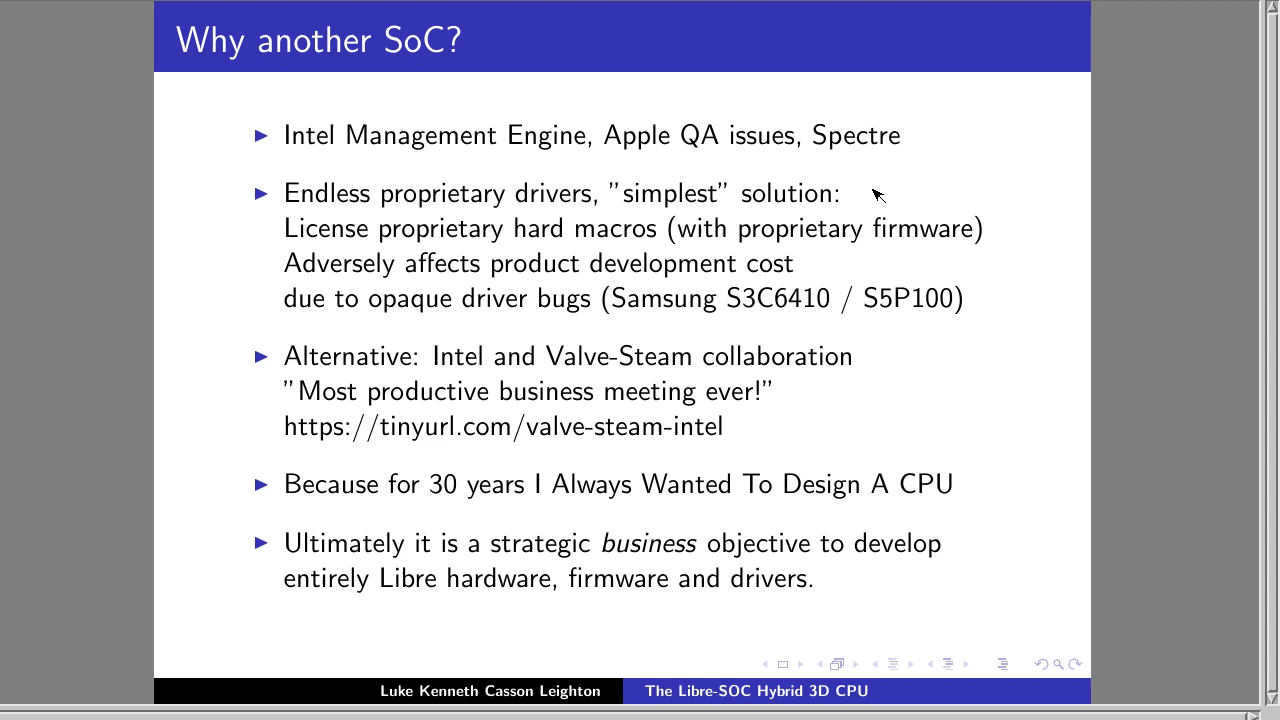 Why another SoC?
Intel Management Engine, Apple QA issues, Spectre
Endless proprietary drivers, ”simplest” solution:
License proprietary hard macros (with proprietary firmware)
Adversely affects product development cost
due to opaque driver bugs (Samsung S3C6410 / S5P100)
Alternative: Intel and Valve-Steam collaboration
”Most productive business meeting ever!”
https://tinyurl.com/valve-steam-intel
Because for 30 years I Always Wanted To Design A CPU
Ultimately it is a strategic business objective to develop
entirely Libre hardware, firmware and drivers.
Luke Kenneth Casson Leighton
The Libre-SOC Hybrid 3D CPU